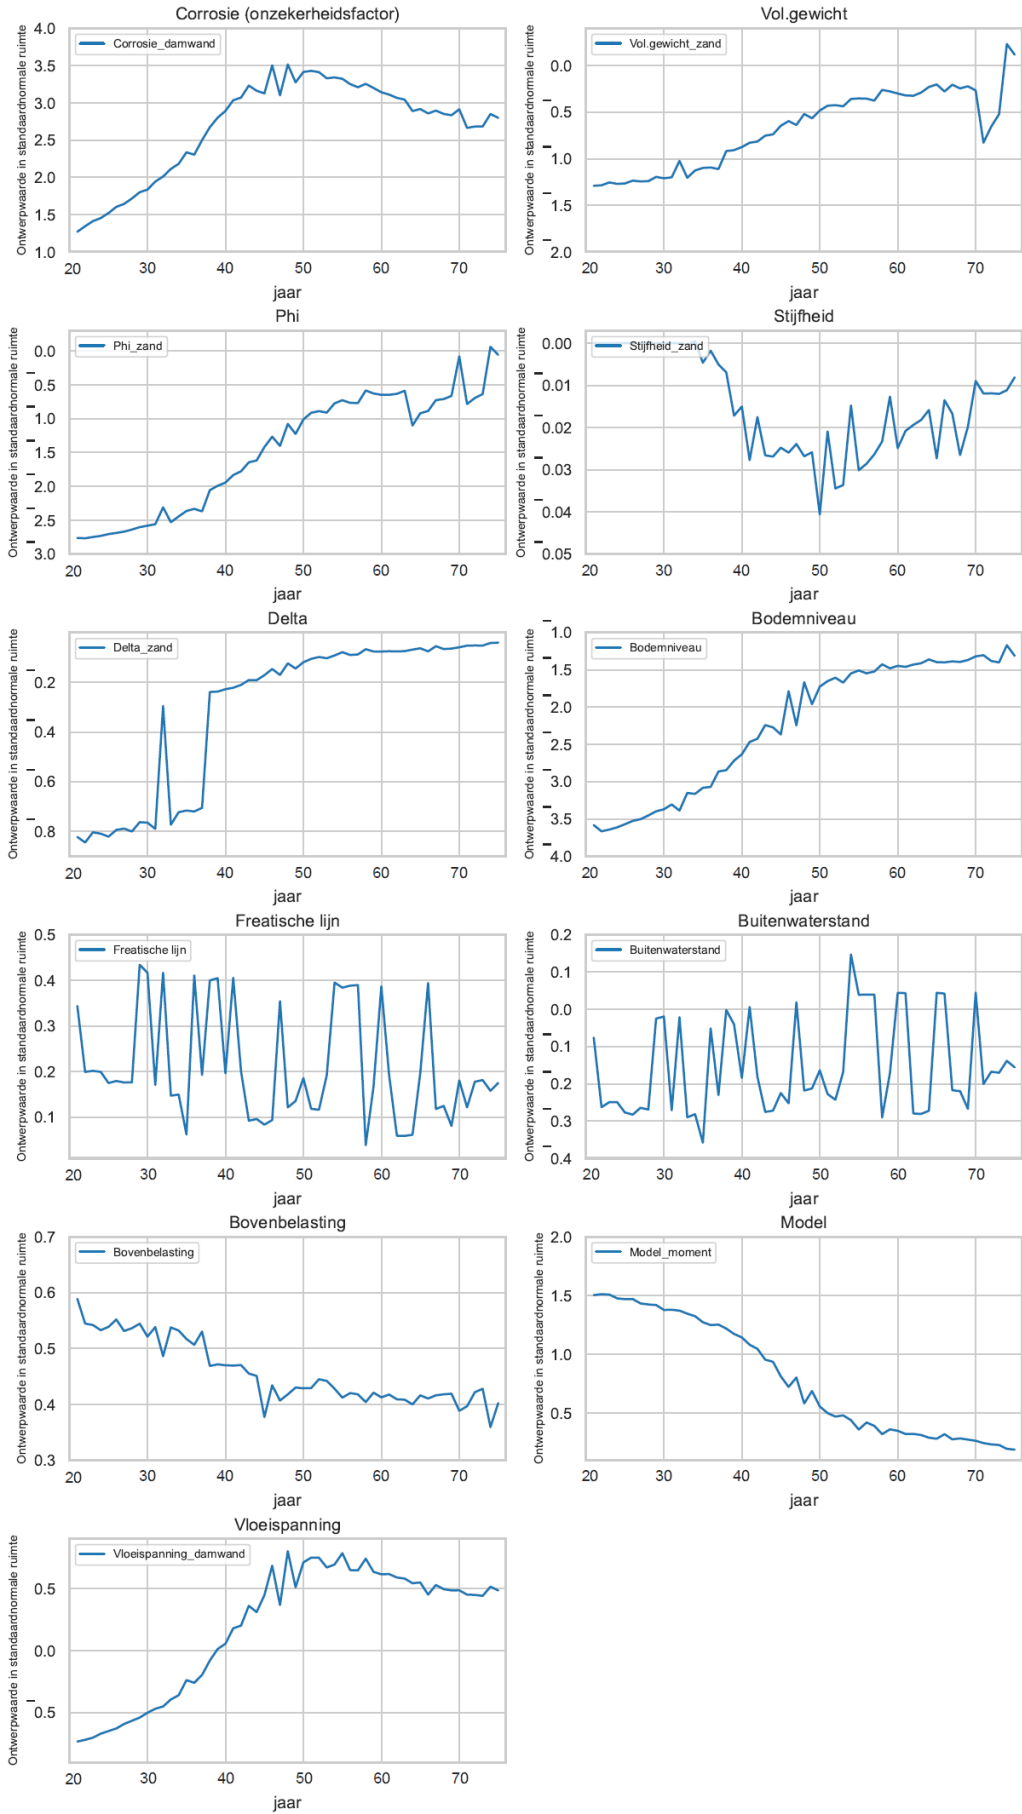 Corrosie (onzekerheidsfactor)
Ontwerpwaarde in standaardnormale ruimte
4.0
3.5
3.0
2.5
2.0
1.5
1.0
Corrosie_damwand
20 30 40 50 60 70
jaar
Vol.gewicht
Ontwerpwaarde in standaardnormale ruimte
0.0
−0.5
−1.0
−1.5
−2.0
Vol.gewicht_zand
20 30 40 50 60 70
jaar
Phi
Ontwerpwaarde in standaardnormale ruimte
0.0
−0.5
−1.0
−1.5
−2.0
−2.5
−3.0
Phi_zand
20 30 40 50 60 70
jaar
Stijfheid
Ontwerpwaarde in standaardnormale ruimte
0.00
−0.01
−0.02
−0.03
−0.04
−0.05
Stijfheid_zand
20 30 40 50 60 70
jaar
Delta
Ontwerpwaarde in standaardnormale ruimte
−0.2
−0.4
−0.6
−0.8
Delta_zand
20 30 40 50 60 70
jaar
Bodemniveau
Ontwerpwaarde in standaardnormale ruimte
−1.0
−1.5
−2.0
−2.5
−3.0
−3.5
−4.0
Bodemniveau
20 30 40 50 60 70
jaar
Freatische lijn
Ontwerpwaarde in standaardnormale ruimte
0.5
0.4
0.3
0.2
0.1
Freatische lijn
20 30 40 50 60 70
jaar
Buitenwaterstand
Ontwerpwaarde in standaardnormale ruimte
0.2
0.1
0.0
−0.1
−0.2
−0.3
−0.4
Buitenwaterstand
20 30 40 50 60 70
jaar
Bovenbelasting
Ontwerpwaarde in standaardnormale ruimte
0.7
0.6
0.5
0.4
0.3
Bovenbelasting
20 30 40 50 60 70
jaar
Model
Ontwerpwaarde in standaardnormale ruimte
2.0
1.5
1.0
0.5
Model_moment
20 30 40 50 60 70
jaar
Vloeispanning
Ontwerpwaarde in standaardnormale ruimte
0.5
0.0
−0.5
Vloeispanning_damwand
20 30 40 50 60 70
jaar